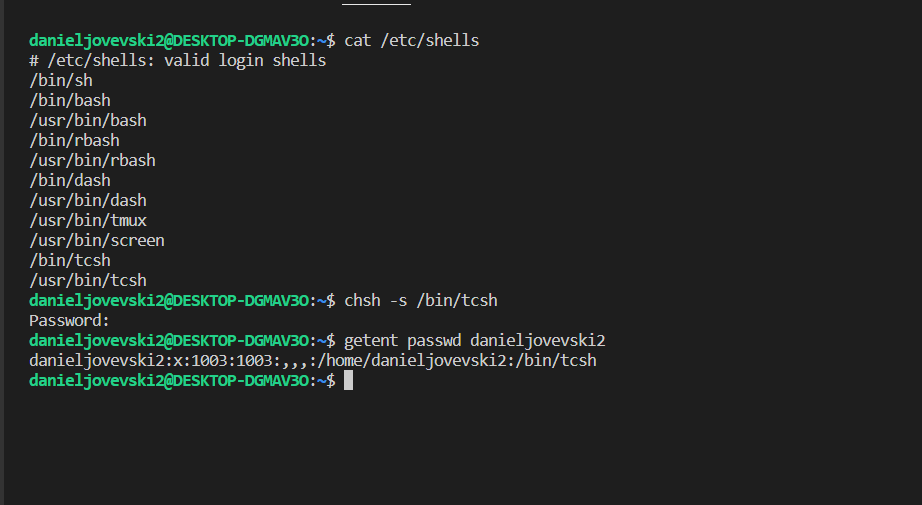 danieljovevski2@DESKTOP-DGMAV3O:~$ cat /etc/shells
# /etc/shells: valid login shells
/bin/sh
/bin/bash
/usr/bin/bash
/bin/rbash
/usr/bin/rbash
/bin/dash
/usr/bin/dash
/usr/bin/tmux
/usr/bin/screen
/bin/tcsh
/usr/bin/tcsh
danieljovevski2@DESKTOP-DGMAV3O:~$ chsh -s /bin/tcsh
Password:
danieljovevski2@DESKTOP-DGMAV3O:~$ getent passwd danieljovevski2
danieljovevski2:x:1003:1003:,,,:/home/danieljovevski2:/bin/tcsh
danieljovevski2@DESKTOP-DGMAV3O:~$